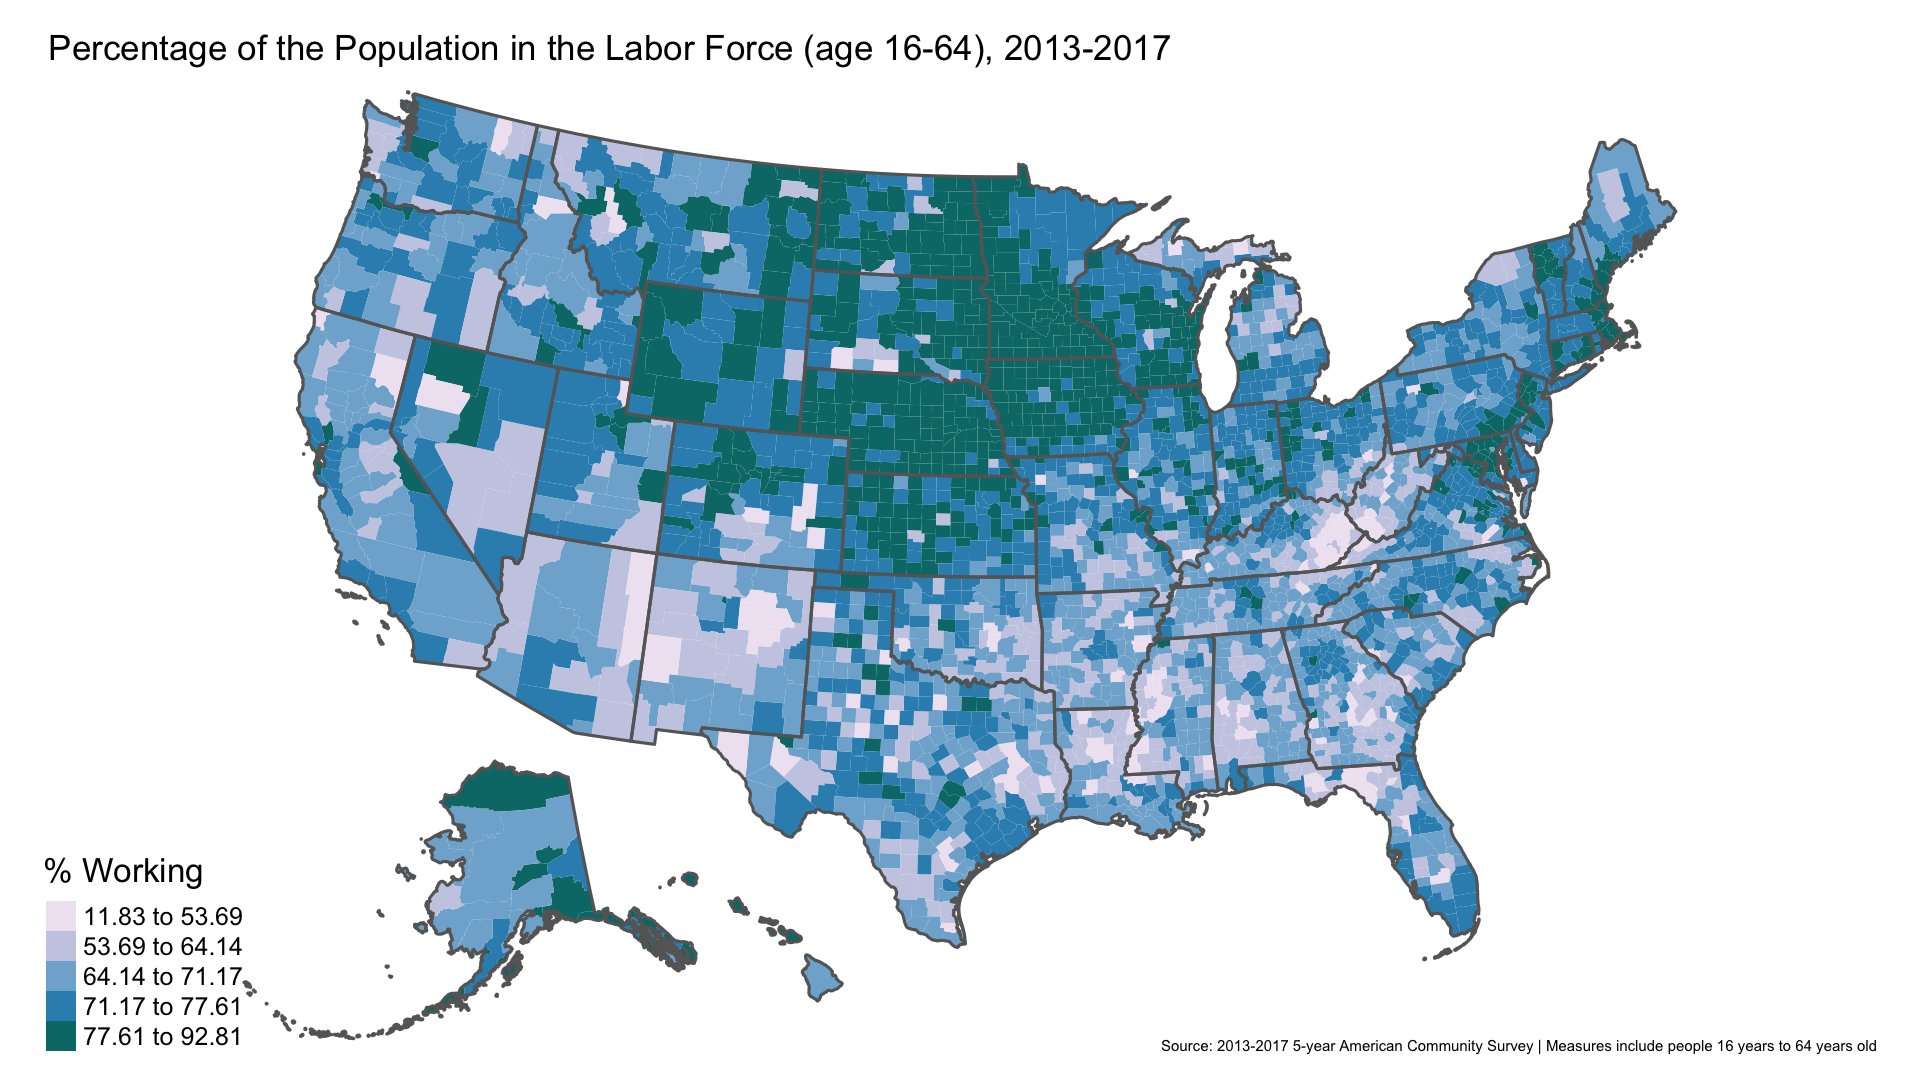 Percentage of the Population in the Labor Force (age 16-64), 2013-2017
% Working
11.83 to 53.69
53.69 to 64.14
64.14 to 71.17
71.17 to 77.61
77.61 to 92.81
Source: 2013-2017 5-year American Community Survey | Measures include people 16 years to 64 years old